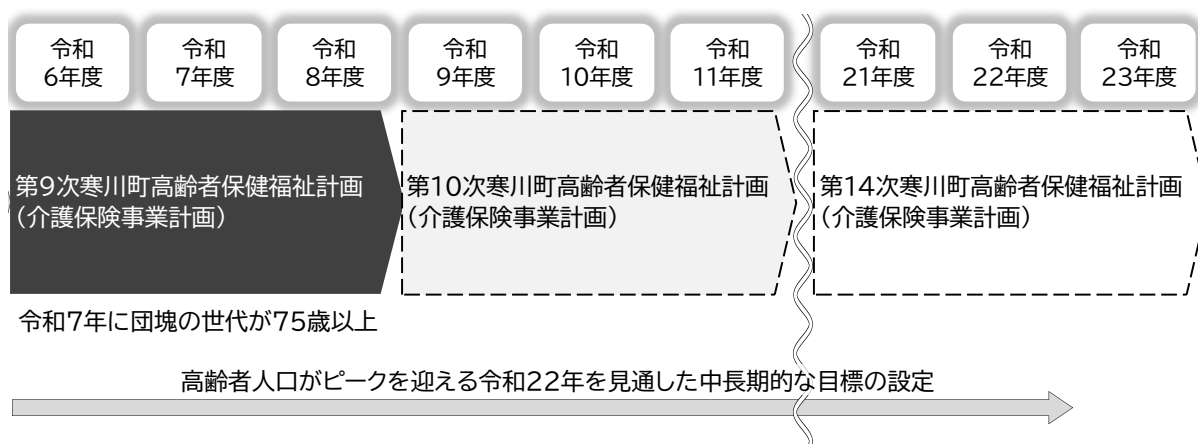 令和
6年度
令和
7年度
令和
8年度
令和
9年度
令和
10年度
令和
11年度
令和
21年度
令和
22年度
令和
23年度
第9次寒川町高齢者保健福祉計画
(介護保険事業計画)
第10次寒川町高齢者保健福祉計画
(介護保険事業計画)
第14次寒川町高齢者保健福祉計画
(介護保険事業計画)
令和7年に団塊の世代が75歳以上
高齢者人口がピークを迎える令和22年を見通した中長期的な目標の設定